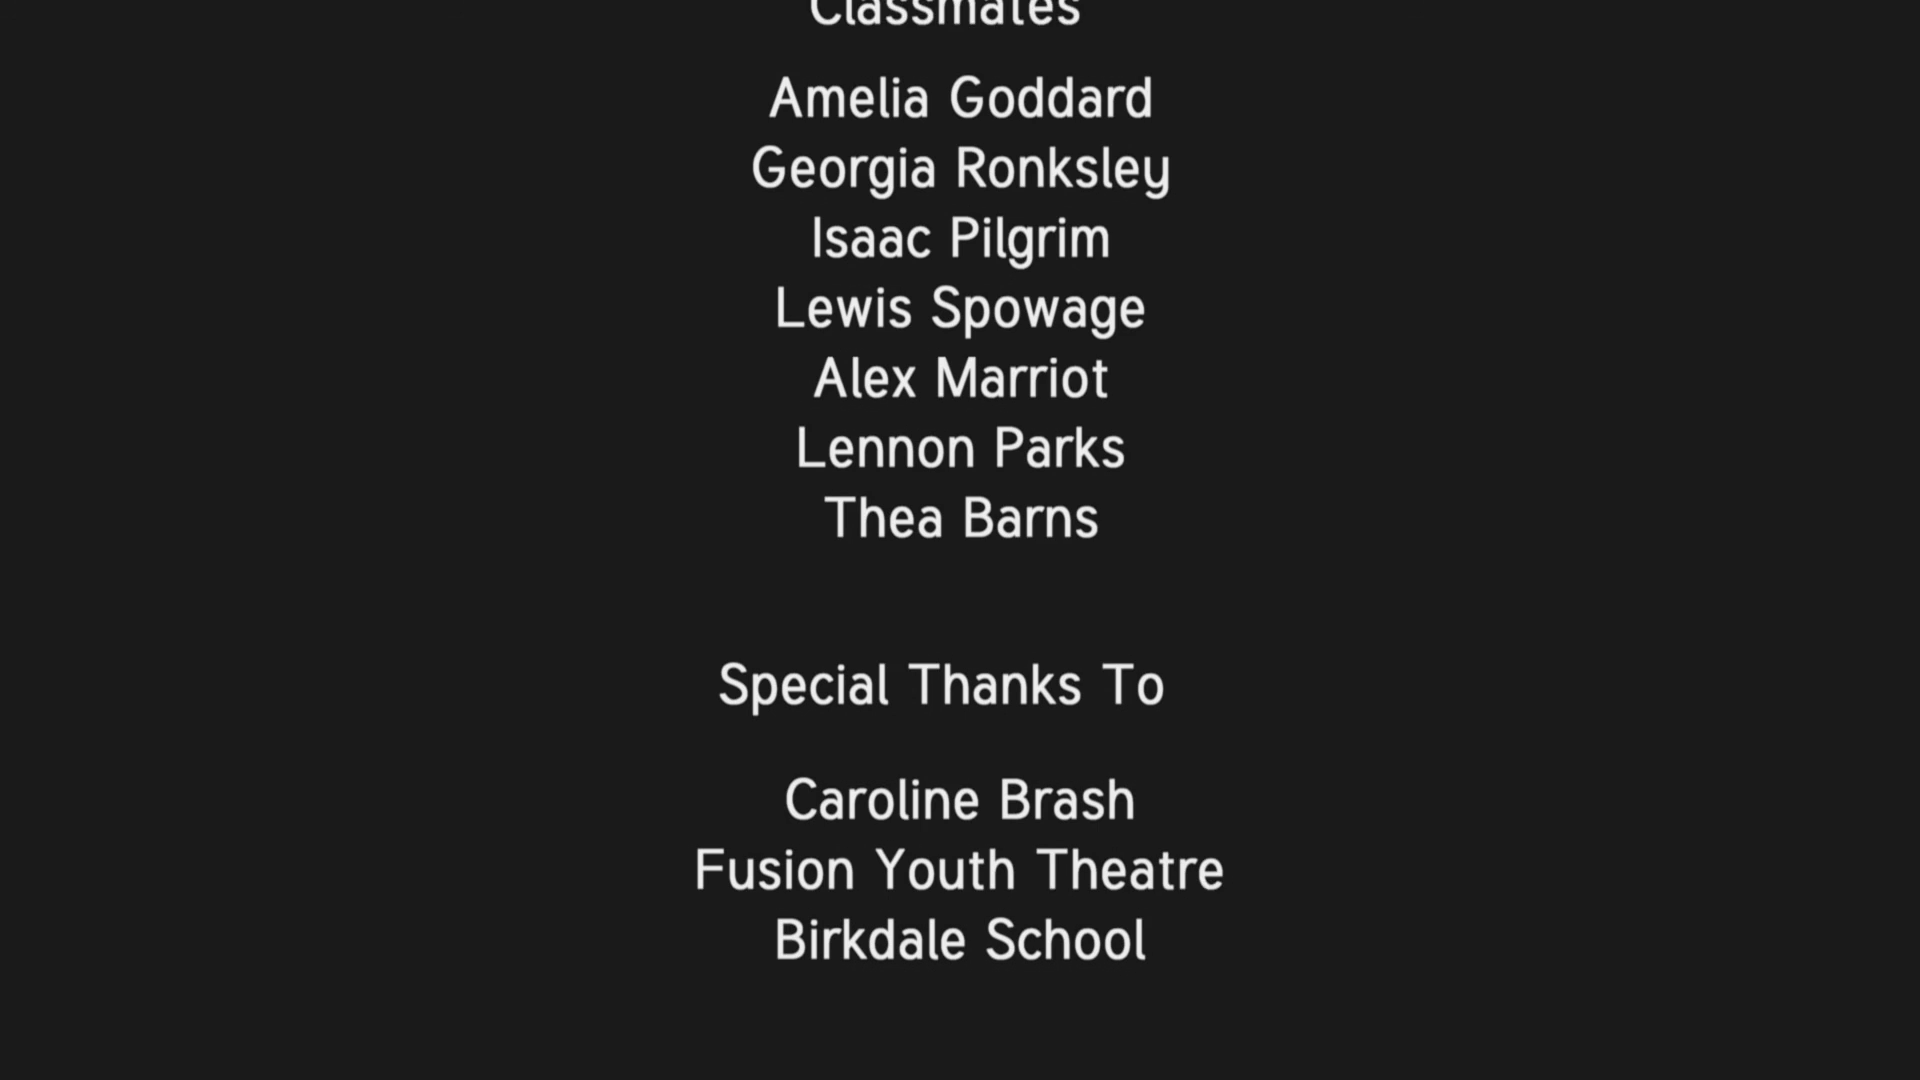 Classmates
Amelia Goddard
Georgia Ronksley
Isaac Pilgrim
Lewis Spowage
Alex Marriot
Lennon Parks
Thea Barns
Special Thanks To
Caroline Brash
Fusion Youth Theatre
Birkdale School